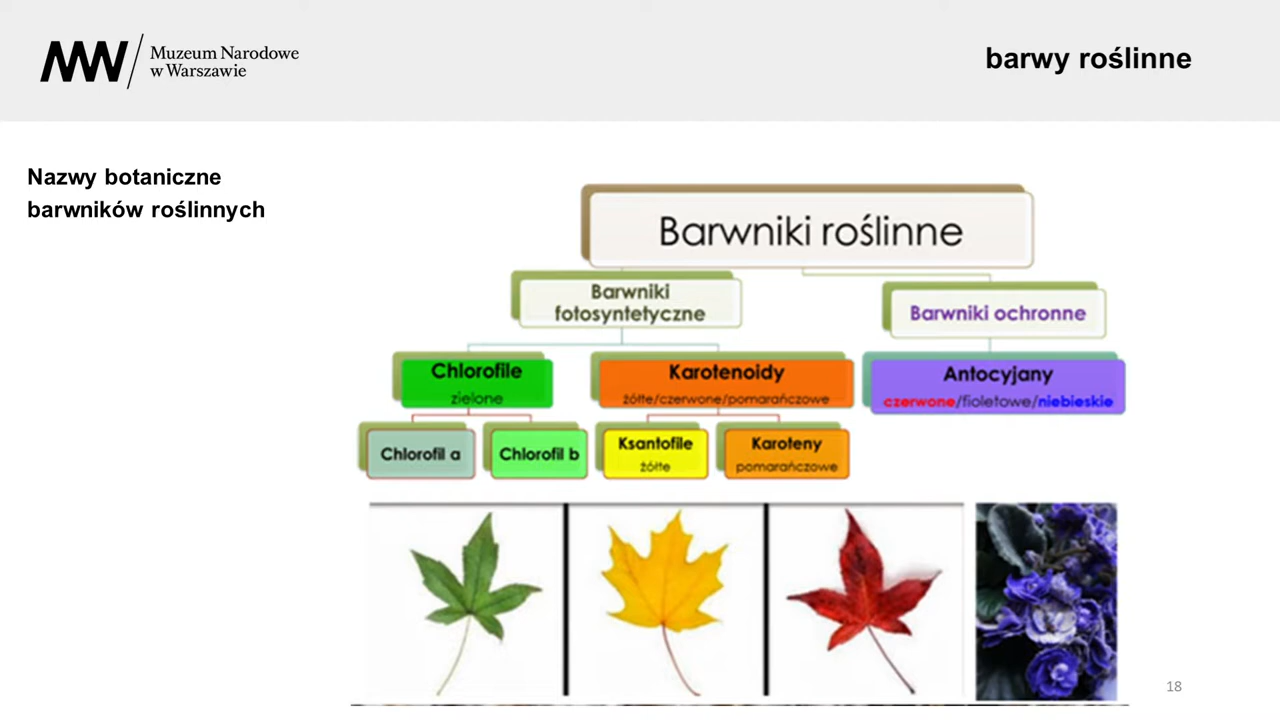 MW
Muzeum Narodowe
w Warszawie
barwy roślinne
Nazwy botaniczne
barwników roślinnych
Barwniki roślinne
Barwniki
fotosyntetyczne
Barwniki ochronne
Chlorofile
zielone
Karotenoidy
żółte/czerwone/pomarańczowe
Antocyjany
czerwone/fioletowe/niebieskie
Chlorofil a
Chlorofil b
Ksantofile
żółte
Karoteny
pomarańczowe
18